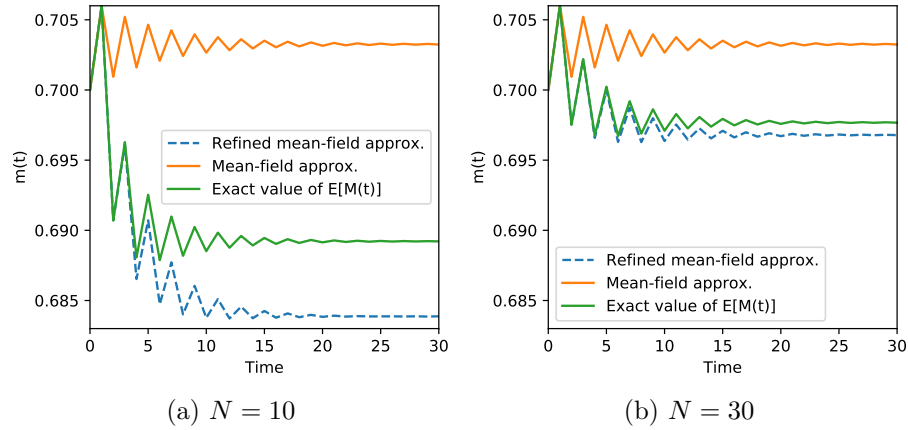 0.705
0.700
0.695
0.690
0.685
m(t)
Refined mean-field approx.
Mean-field approx.
Exact value of E[M(t)]
0 5 10 15 20 25 30
Time
(a) N = 10
0.705
0.700
0.695
0.690
0.685
m(t)
Refined mean-field approx.
Mean-field approx.
Exact value of E[M(t)]
0 5 10 15 20 25 30
Time
(b) N = 30